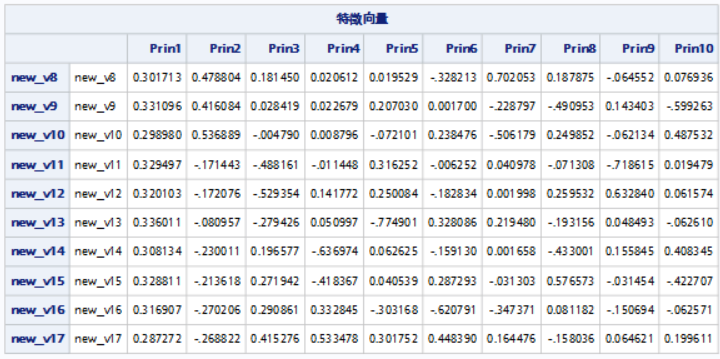 特徵向量
Prin1 Prin2 Prin3 Prin4 Prin5 Prin6 Prin7 Prin8 Prin9 Prin10
new_v8 new_v8 0.301713 0.478804 0.181450 0.020612 0.019529 -.328213 0.702053 0.187875 -.064552 0.076936
new_v9 new_v9 0.331096 0.416084 0.028419 0.022679 0.207030 0.001700 -.228797 -.490953 0.143403 -.599263
new_v10 new_v10 0.298980 0.536889 -.004790 0.008796 -.072101 0.238476 -.506179 0.249852 -.062134 0.487532
new_v11 new_v11 0.329497 -.171443 -.488161 -.011448 0.316252 -.006252 0.040978 -.071308 -.718615 0.019479
new_v12 new_v12 0.320103 -.172076 -.529354 0.141772 0.250084 -.182834 0.001998 0.259532 0.632840 0.061574
new_v13 new_v13 0.336011 -.080957 -.279426 0.050997 -.774901 0.328086 0.219480 -.193156 0.048493 -.062610
new_v14 new_v14 0.308134 -.230011 0.196577 -.636974 0.062625 -.159130 0.001658 -.433001 0.155845 0.408345
new_v15 new_v15 0.328811 -.213618 0.271942 -.418367 0.040539 0.287293 -.031303 0.576573 -.031454 -.422707
new_v16 new_v16 0.316907 -.270206 0.290861 0.332845 -.303168 -.620791 -.347371 0.081182 -.150694 -.062571
new_v17 new_v17 0.287272 -.268822 0.415276 0.533478 0.301752 0.448390 0.164476 -.158036 0.064621 0.199611